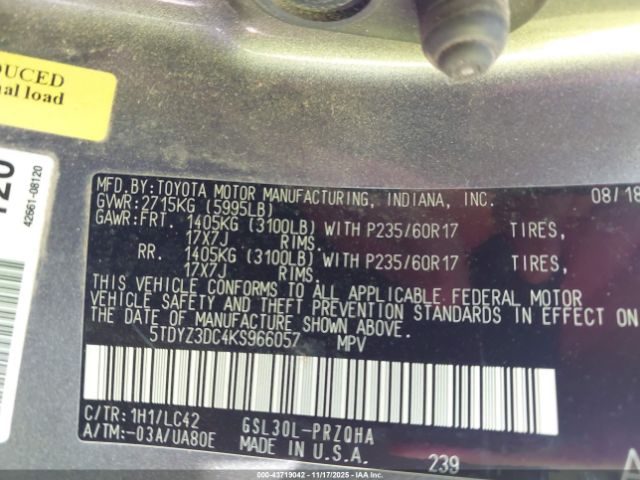 DUCED
nal load
42661-08120
MFD.BY:TOYOTA MOTOR MANUFACTURING, INDIANA, INC. 08/18
GVWR:2715KG (5995LB)
GAWR:FRT. 1405KG (3100LB) WITH P235/60R17 TIRES,
17X7J RIMS.
RR. 1405KG (3100LB) WITH P235/60R17 TIRES,
17X7J RIMS.
THIS VEHICLE CONFORMS TO ALL APPLICABLE FEDERAL MOTOR
VEHICLE SAFETY AND THEFT PREVENTION STANDARDS IN EFFECT ON
THE DATE OF MANUFACTURE SHOWN ABOVE.
5TDYZ3DC4KS966057 MPV
C/TR: 1H1/LC42 GSL30L-PRZQHA
A/TM:-03A/UA80E MADE IN U.S.A. 239
000-43719042 — 11/17/2025 — IAA Inc.